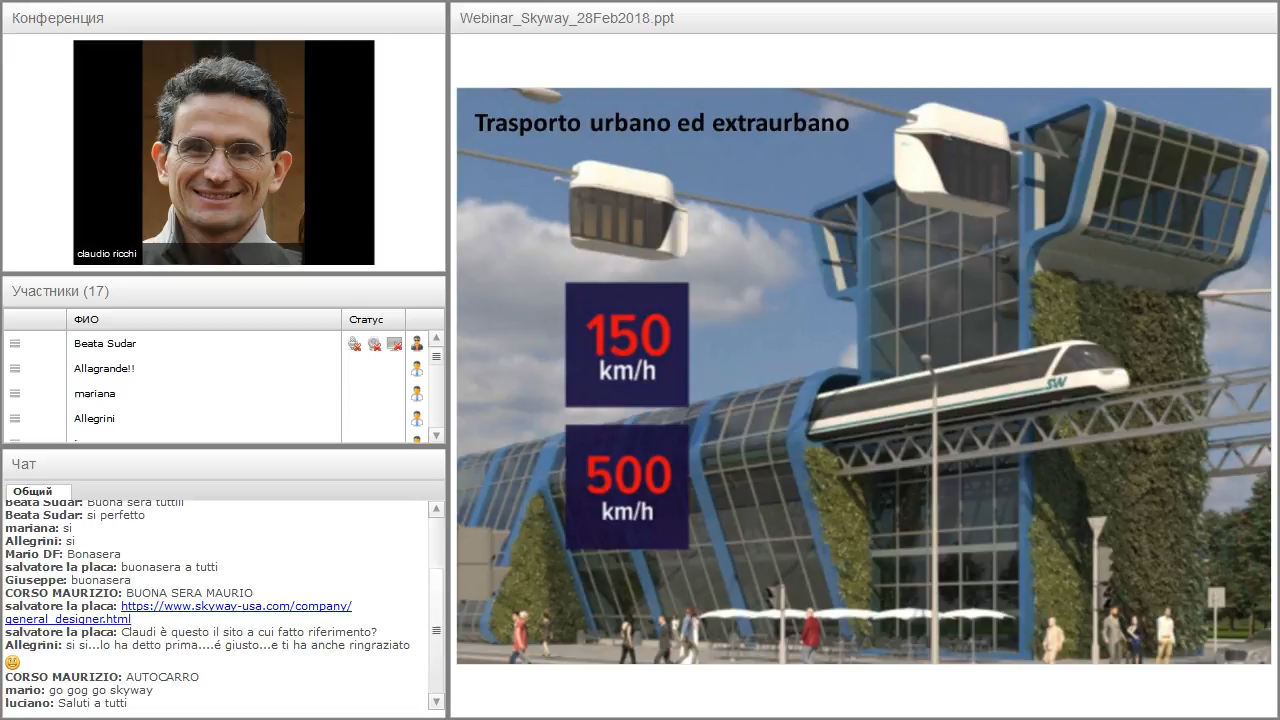 Конференция
claudio ricchi
Участники (17)
ФИО
Статус
Beata Sudar
Allagrande!!
mariana
Allegrini
Чат
Общий
Beata Sudar: Buona sera tutiiii
Beata Sudar: si perfetto
mariana: si
Allegrini: si
Mario DF: Bonasera
salvatore la placa: buonasera a tutti
Giuseppe: buonasera
CORSO MAURIZIO: BUONA SERA MAURIO
salvatore la placa: https://www.skyway-usa.com/company/
general_designer.html
salvatore la placa: Claudi è questo il sito a cui fatto riferimento?
Allegrini: si si...lo ha detto prima....é giusto...e ti ha anche ringraziato
CORSO MAURIZIO: AUTOCARRO
mario: go gog go skyway
luciano: Saluti a tutti
Webinar_Skyway_28Feb2018.ppt
Trasporto urbano ed extraurbano
150
km/h
500
km/h
SW